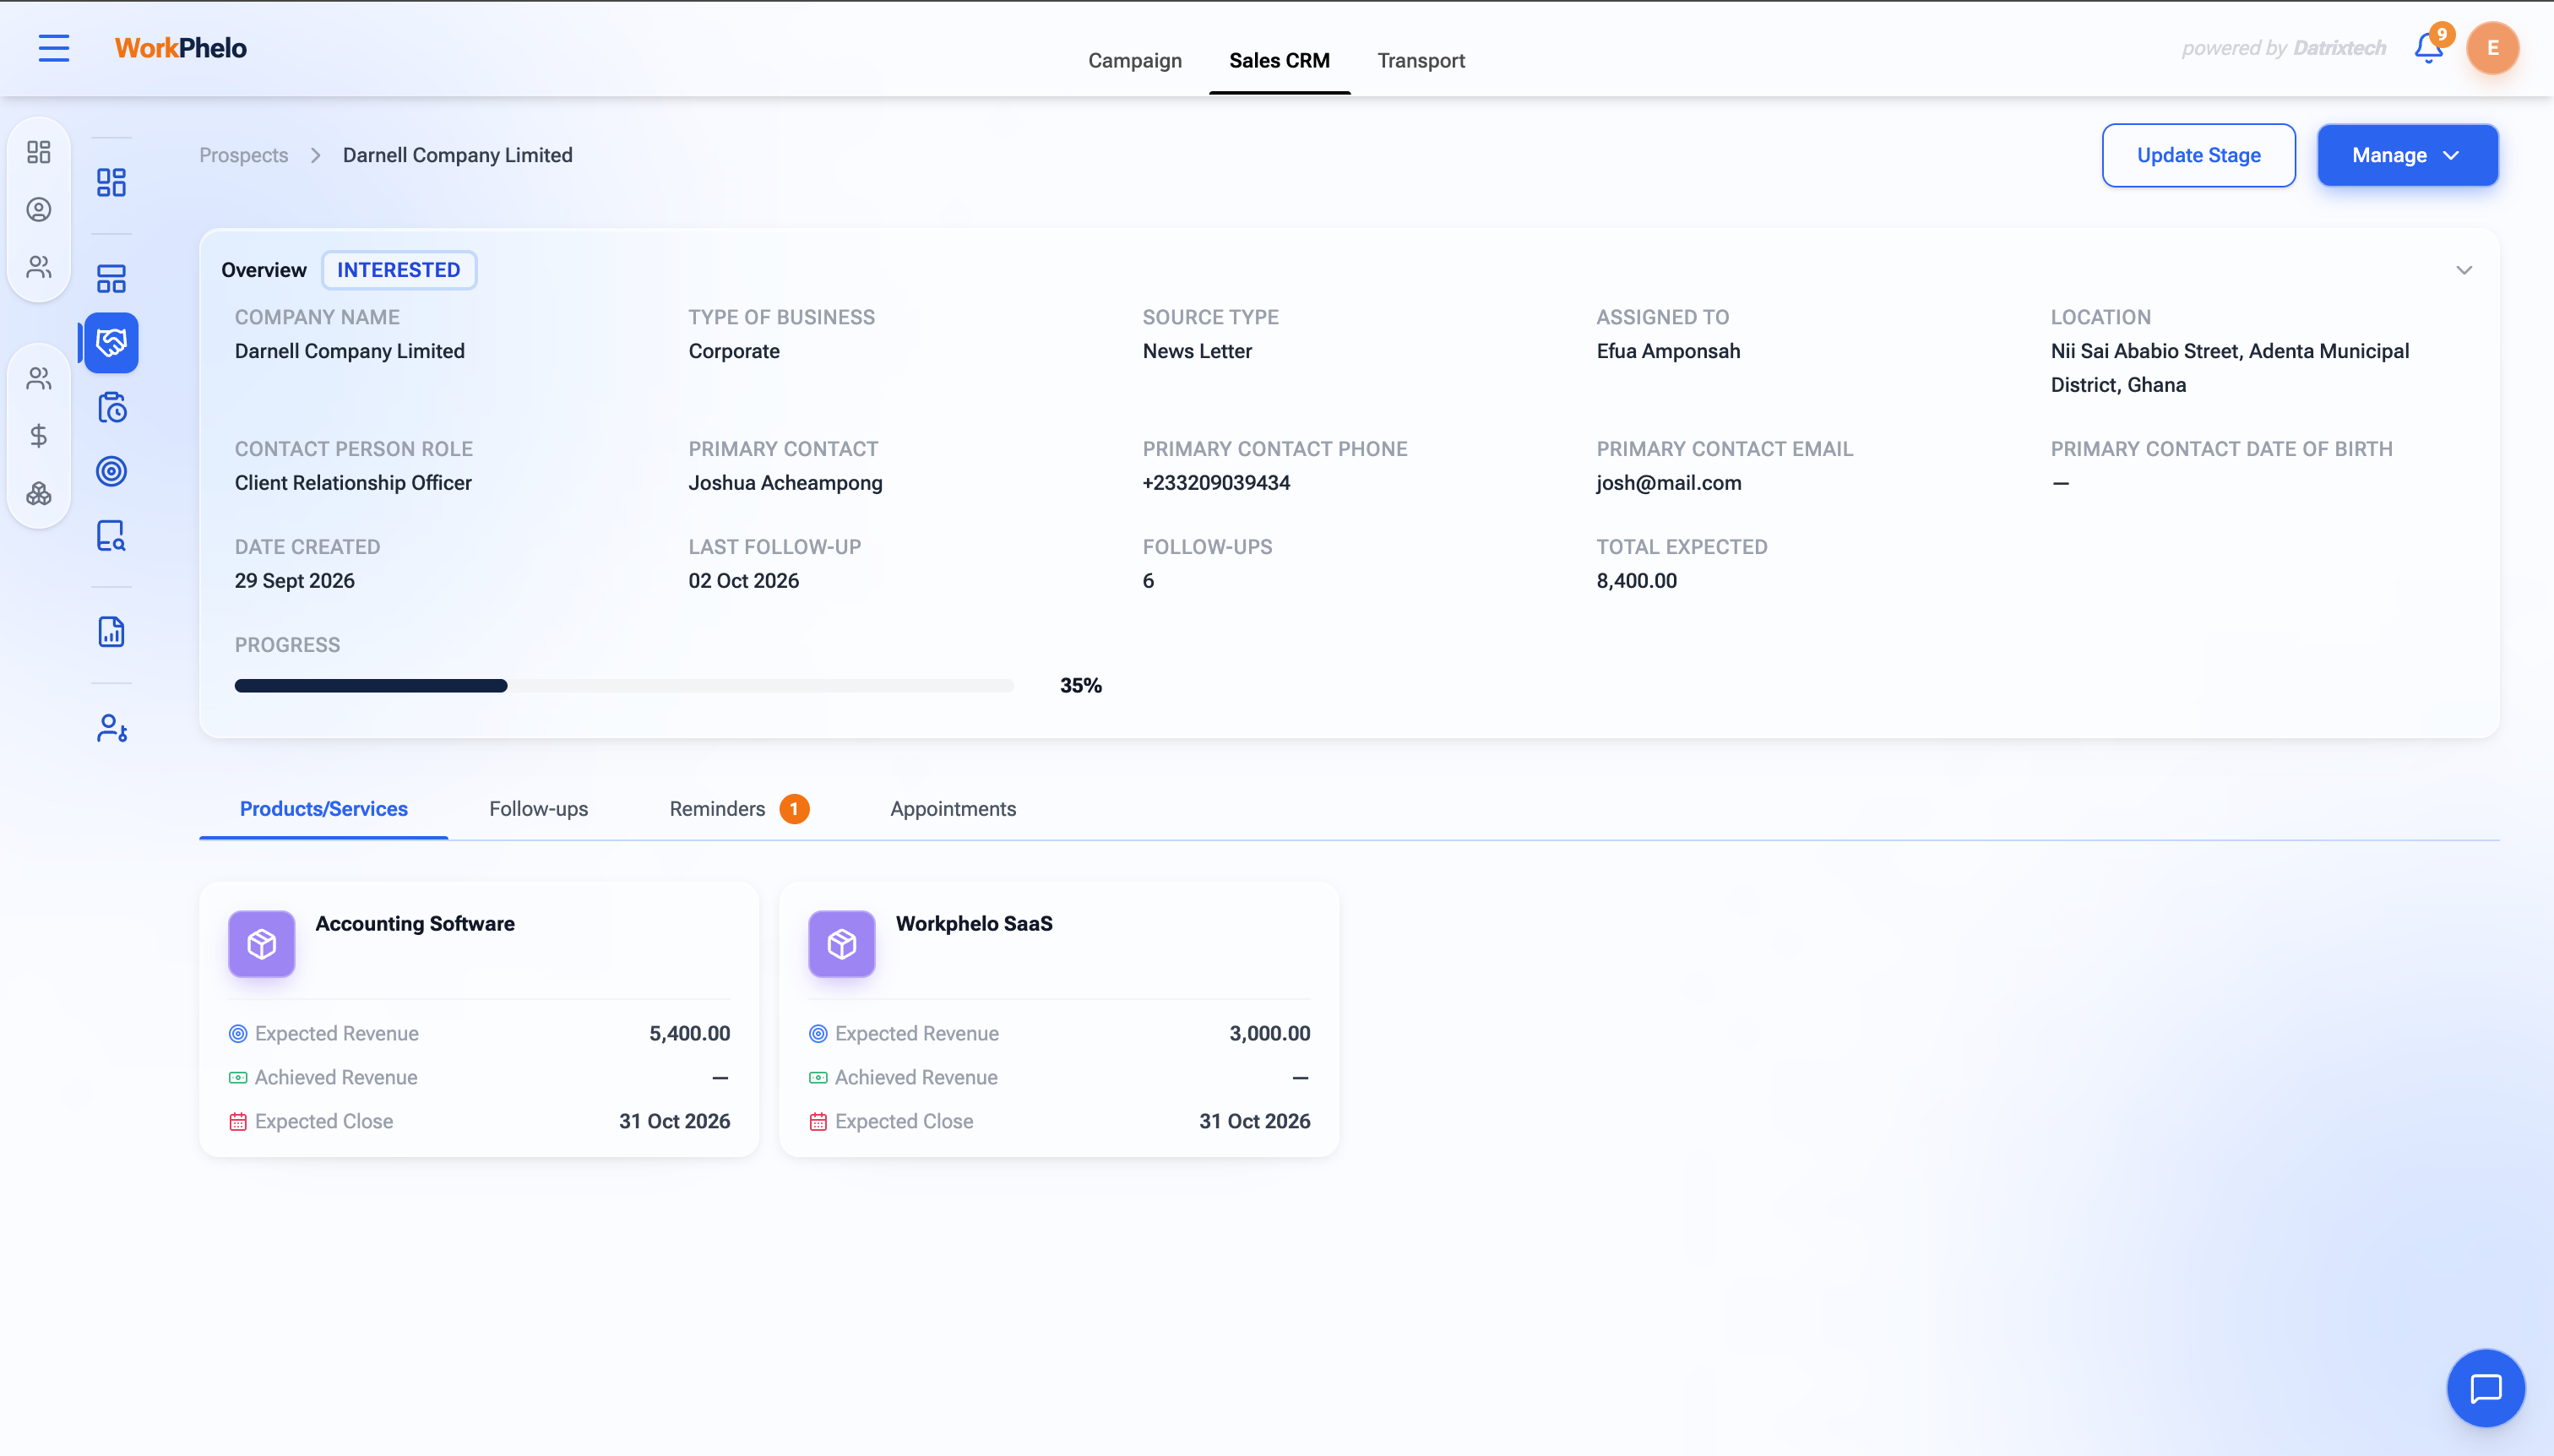 WorkPhelo
Campaign
Sales CRM
Transport
powered by Datrixtech
9
E
Prospects
Darnell Company Limited
Update Stage
Manage
Overview
INTERESTED
COMPANY NAME
Darnell Company Limited
TYPE OF BUSINESS
Corporate
SOURCE TYPE
News Letter
ASSIGNED TO
Efua Amponsah
LOCATION
Nii Sai Ababio Street, Adenta Municipal
District, Ghana
CONTACT PERSON ROLE
Client Relationship Officer
PRIMARY CONTACT
Joshua Acheampong
PRIMARY CONTACT PHONE
+233209039434
PRIMARY CONTACT EMAIL
josh@mail.com
PRIMARY CONTACT DATE OF BIRTH
—
DATE CREATED
29 Sept 2026
LAST FOLLOW-UP
02 Oct 2026
FOLLOW-UPS
6
TOTAL EXPECTED
8,400.00
PROGRESS
35%
Products/Services
Follow-ups
Reminders 1
Appointments
Accounting Software
Expected Revenue 5,400.00
Achieved Revenue —
Expected Close 31 Oct 2026
Workphelo SaaS
Expected Revenue 3,000.00
Achieved Revenue —
Expected Close 31 Oct 2026